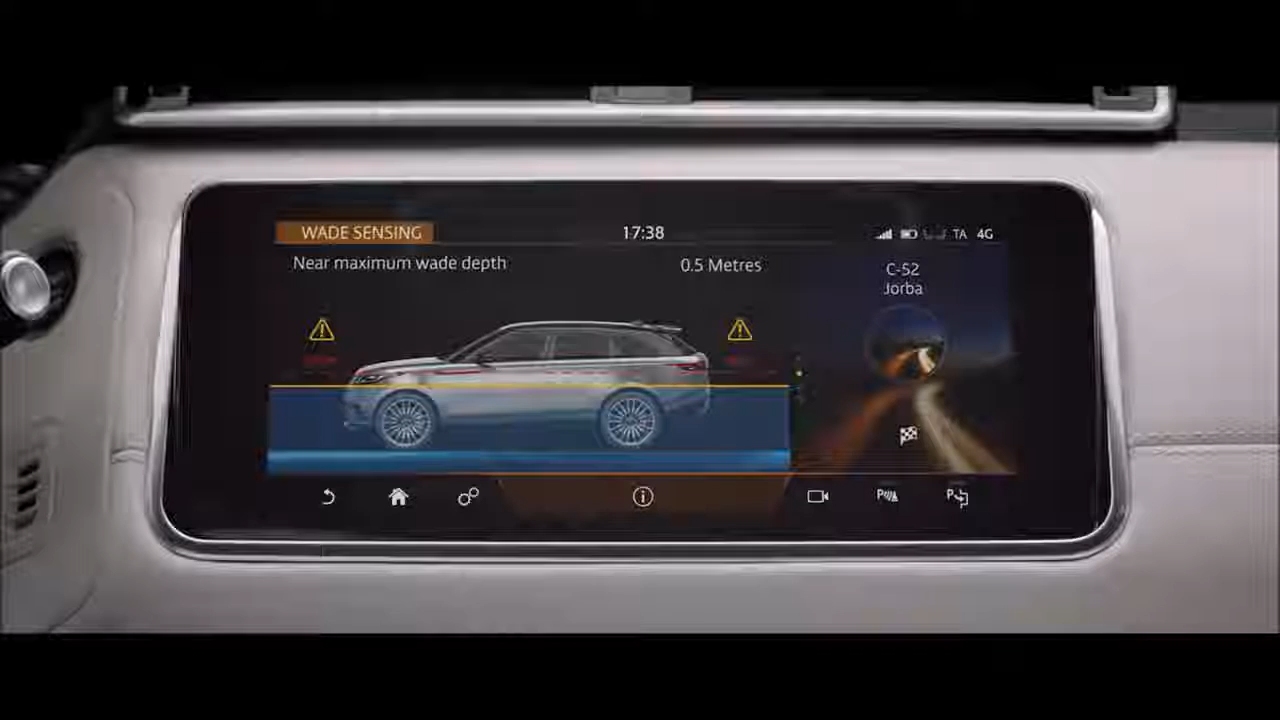 WADE SENSING
17:38
TA 4G
Near maximum wade depth
0.5 Metres
C-52
Jorba
P
P